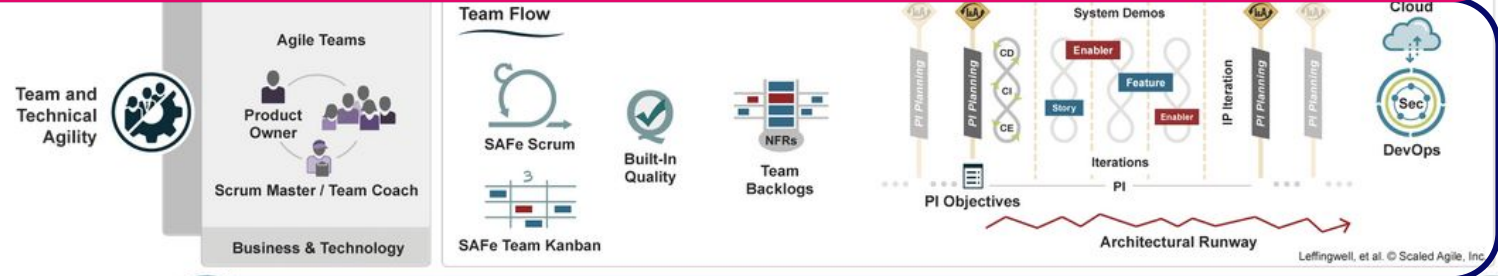 Team and
Technical
Agility
Agile Teams
Product
Owner
Scrum Master / Team Coach
Business & Technology
Team Flow
SAFe Scrum
3
SAFe Team Kanban
Built-In
Quality
NFRs
Team
Backlogs
I&A
I&A
System Demos
I&A
I&A
PI Planning
PI Planning
CD
CI
CE
Enabler
Feature
Story
Enabler
IP Iteration
PI Planning
PI Planning
Iterations
PI
PI Objectives
Architectural Runway
Cloud
Sec
DevOps
Leffingwell, et al. © Scaled Agile, Inc.